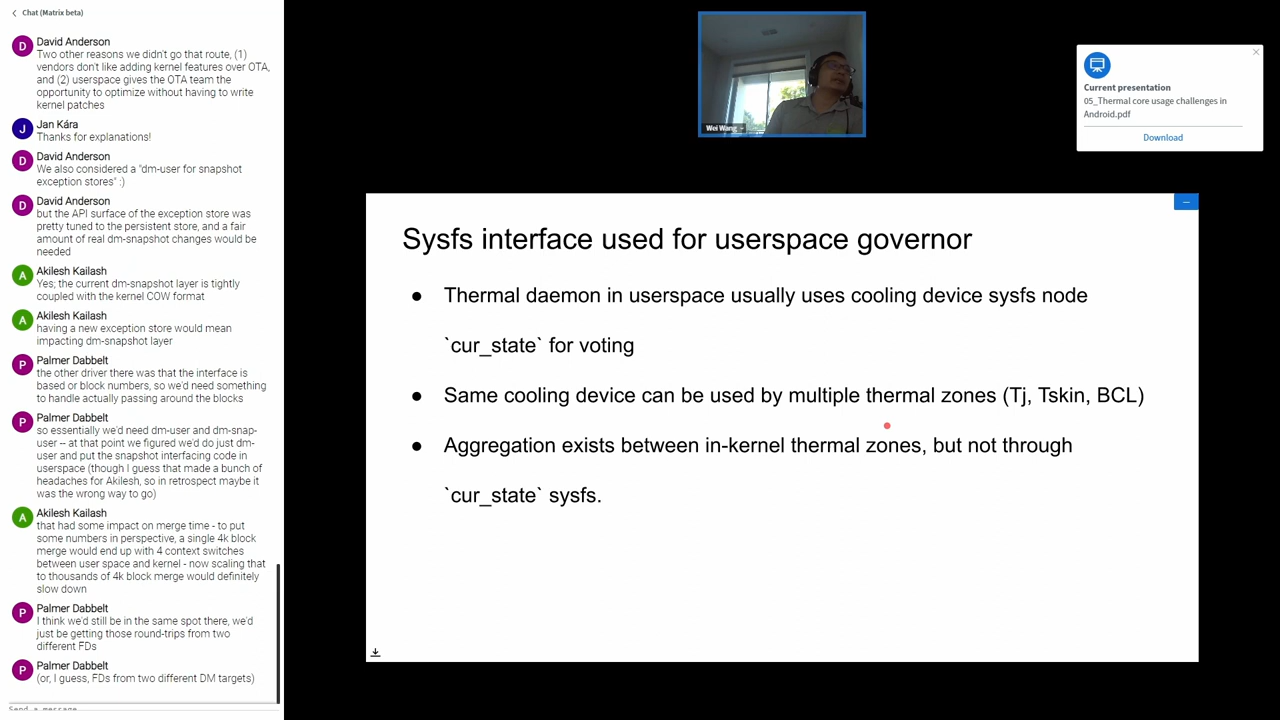 Chat (Matrix beta)
David Anderson
Two other reasons we didn't go that route, (1)
vendors don't like adding kernel features over OTA,
and (2) userspace gives the OTA team the
opportunity to optimize without having to write
kernel patches
Jan Kára
Thanks for explanations!
David Anderson
We also considered a "dm-user for snapshot
exception stores" :)
David Anderson
but the API surface of the exception store was
pretty tuned to the persistent store, and a fair
amount of real dm-snapshot changes would be
needed
Akilesh Kailash
Yes; the current dm-snapshot layer is tightly
coupled with the kernel COW format
Akilesh Kailash
having a new exception store would mean
impacting dm-snapshot layer
Palmer Dabbelt
the other driver there was that the interface is
based or block numbers, so we'd need something
to handle actually passing around the blocks
Palmer Dabbelt
so essentially we'd need dm-user and dm-snap-
user -- at that point we figured we'd do just dm-
user and put the snapshot interfacing code in
userspace (though I guess that made a bunch of
headaches for Akilesh, so in retrospect maybe it
was the wrong way to go)
Akilesh Kailash
that had some impact on merge time - to put
some numbers in perspective, a single 4k block
merge would end up with 4 context switches
between user space and kernel - now scaling that
to thousands of 4k block merge would definitely
slow down
Palmer Dabbelt
I think we'd still be in the same spot there, we'd
just be getting those round-trips from two
different FDs
Palmer Dabbelt
(or, I guess, FDs from two different DM targets)
Send a message
Wei Wang
Current presentation
05_Thermal core usage challenges in
Android.pdf
Download
Sysfs interface used for userspace governor
● Thermal daemon in userspace usually uses cooling device sysfs node
`cur_state` for voting
● Same cooling device can be used by multiple thermal zones (Tj, Tskin, BCL)
● Aggregation exists between in-kernel thermal zones, but not through
`cur_state` sysfs.